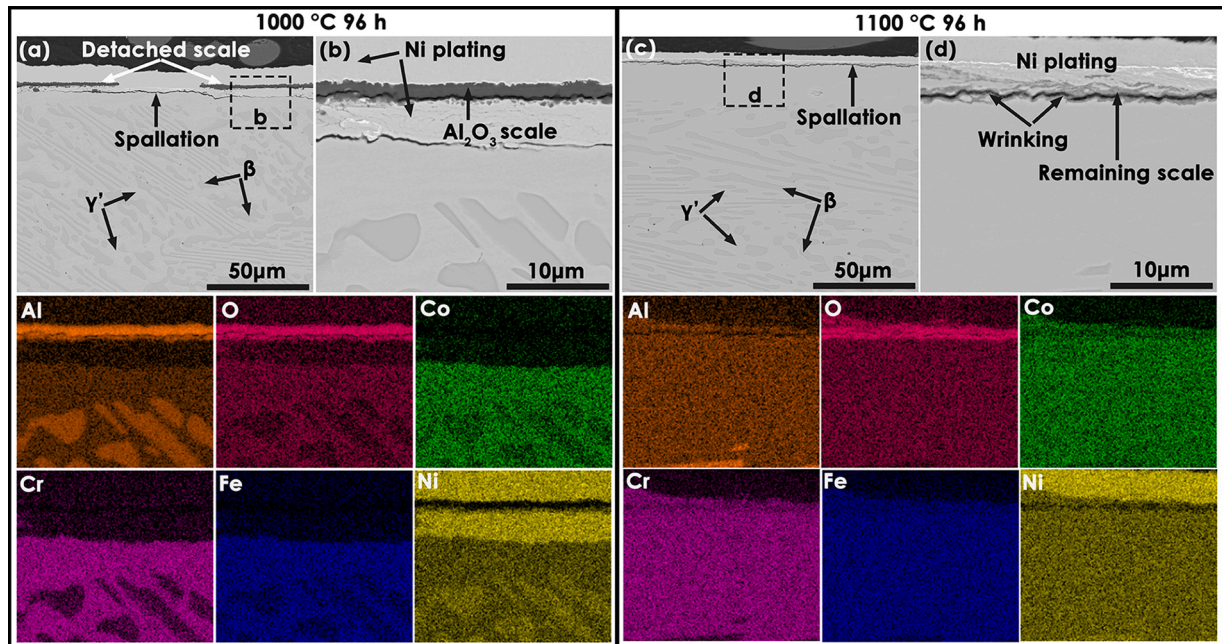 1000 °C 96 h
1100 °C 96 h
(a)
Detached scale
Spallation
b
β
γ'
50μm
(b)
Ni plating
Al₂O₃ scale
10μm
(c)
d
Spallation
γ'
β
50μm
(d)
Ni plating
Wrinking
Remaining scale
10μm
Al
O
Co
Al
O
Co
Cr
Fe
Ni
Cr
Fe
Ni